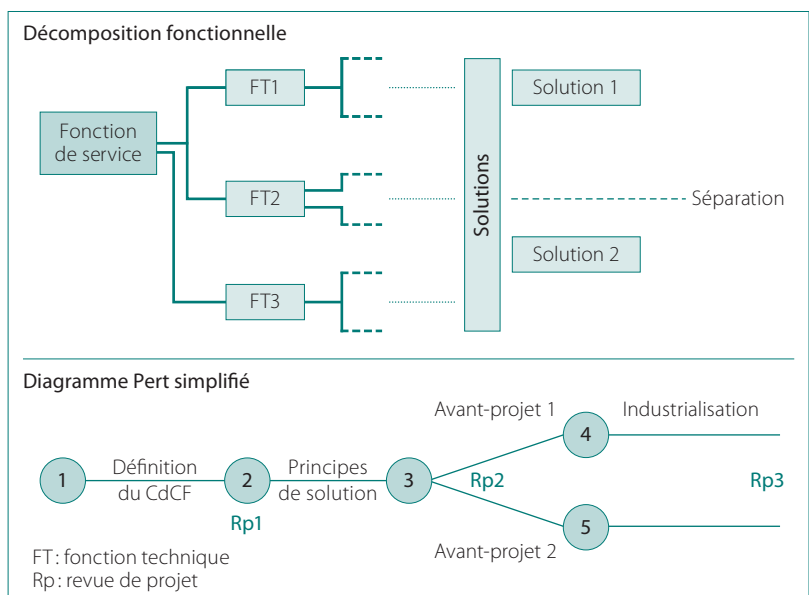 Décomposition fonctionnelle
FT1
Solution 1
Fonction
de service
Solutions
FT2
Séparation
Solution 2
FT3
Diagramme Pert simplifié
Avant-projet 1
Industrialisation
4
1
Définition
du CdCF
2
Principes
de solution
3
Rp2
Rp3
Rp1
5
Avant-projet 2
FT : fonction technique
Rp : revue de projet